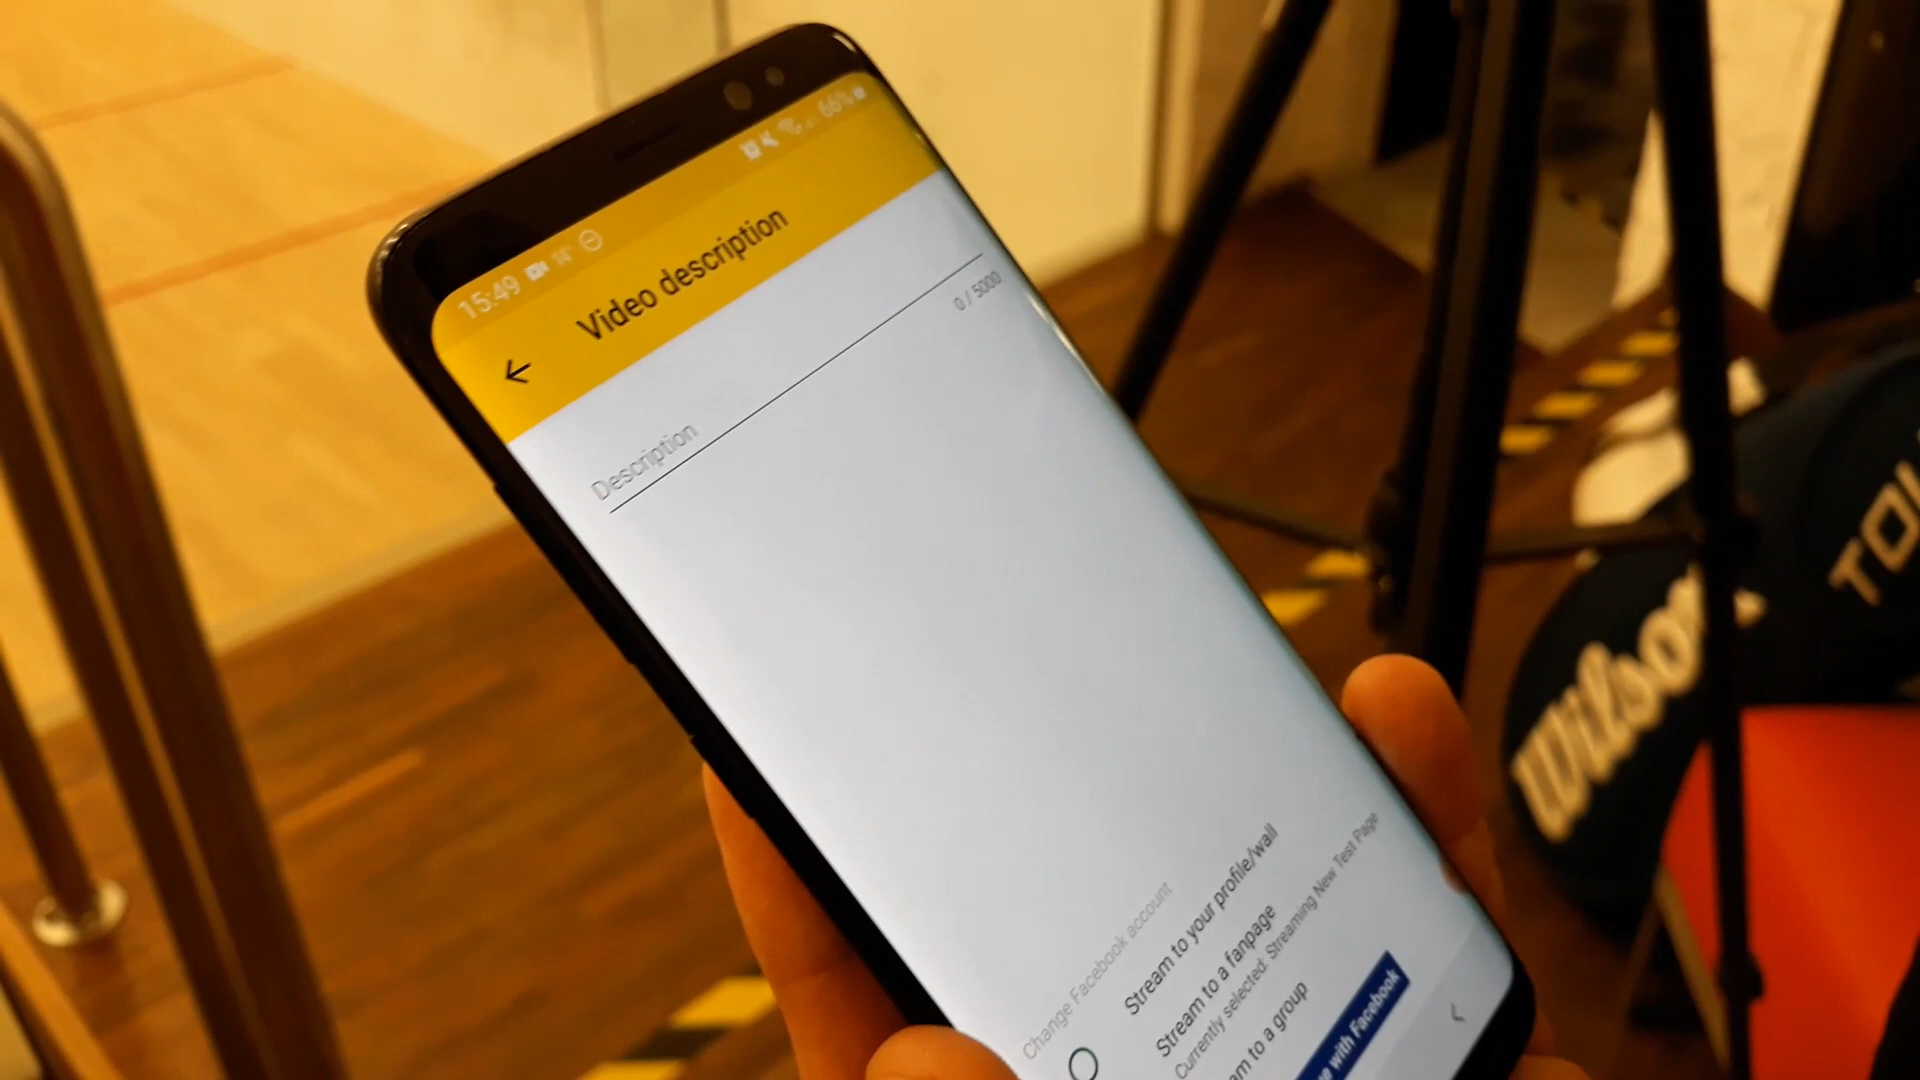 15:49 14° 66%
Video description
Description
0 / 5000
Change Facebook account
Stream to your profile/wall
Stream to a fanpage
Currently selected: Streaming New Test Page
to a group
with Facebook
Wilson